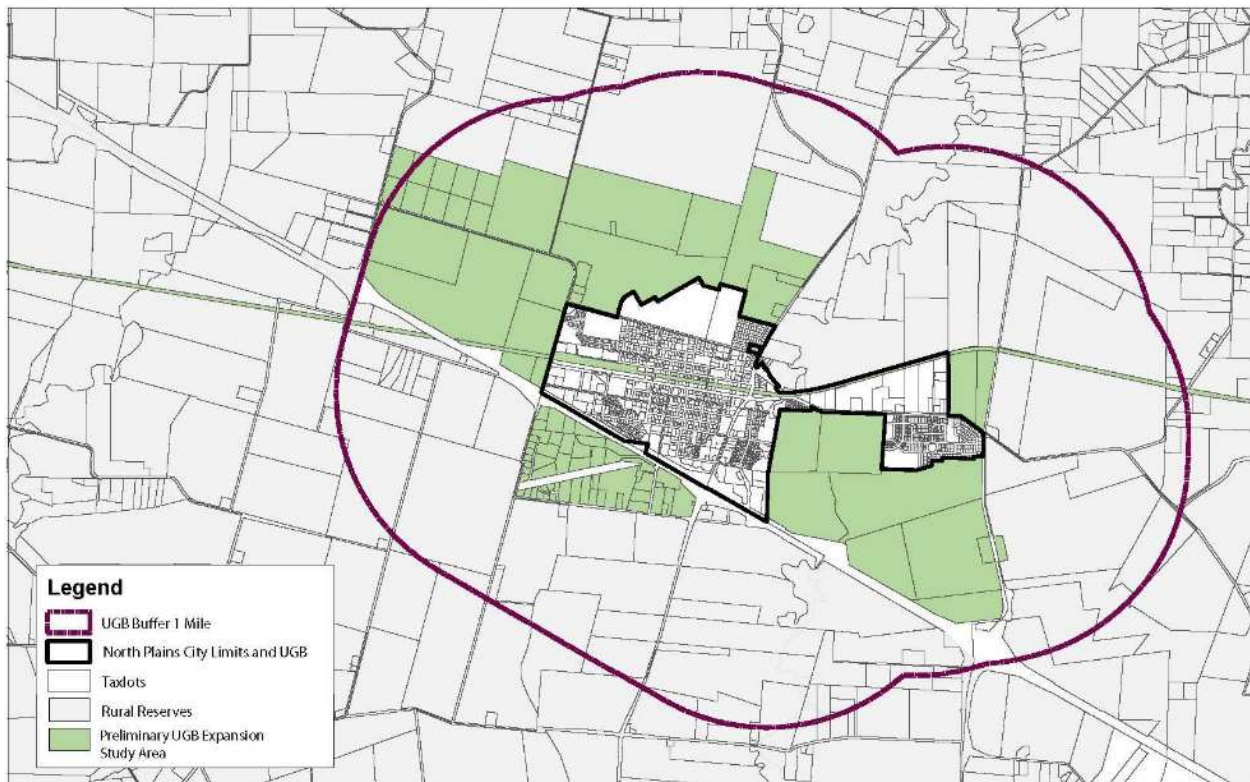 Legend
UGB Buffer 1 Mile
North Plains City Limits and UGB
Taxlots
Rural Reserves
Preliminary UGB Expansion
Study Area